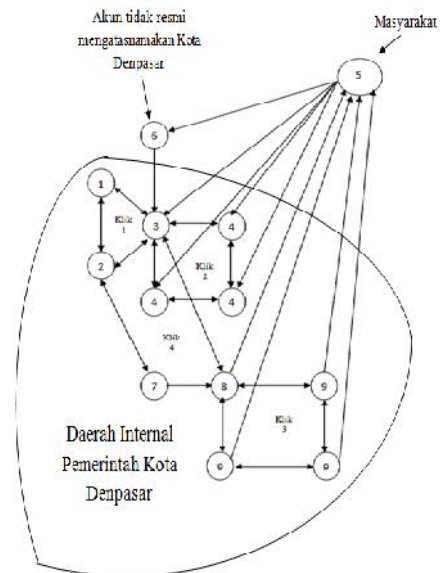 Akun tidak resmi
mengatasnamakan Kota
Denpasar
Masyarakat
5
6
1
3
4
Klik
1
2
Klik
2
4
4
Klik
4
7
8
9
Klik
3
9
9
Daerah Internal
Pemerintah Kota
Denpasar